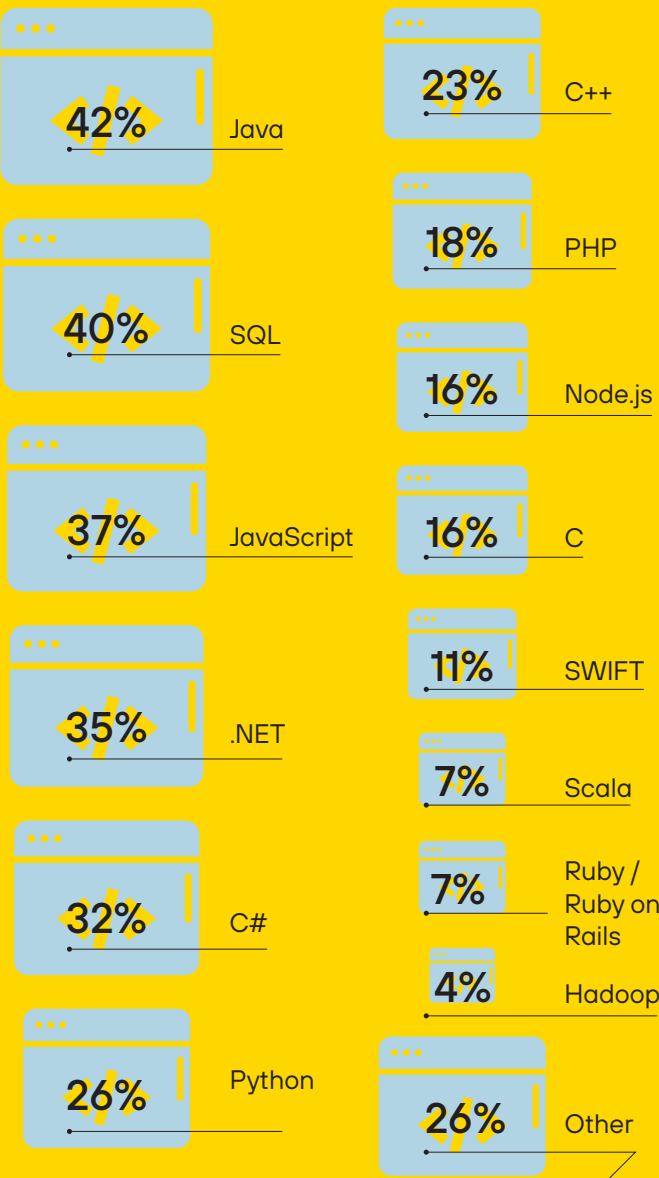 42%
Java
40%
SQL
37%
JavaScript
35%
.NET
32%
C#
26%
Python
23%
C++
18%
PHP
16%
Node.js
16%
C
11%
SWIFT
7%
Scala
7%
Ruby /
Ruby on
Rails
4%
Hadoop
26%
Other